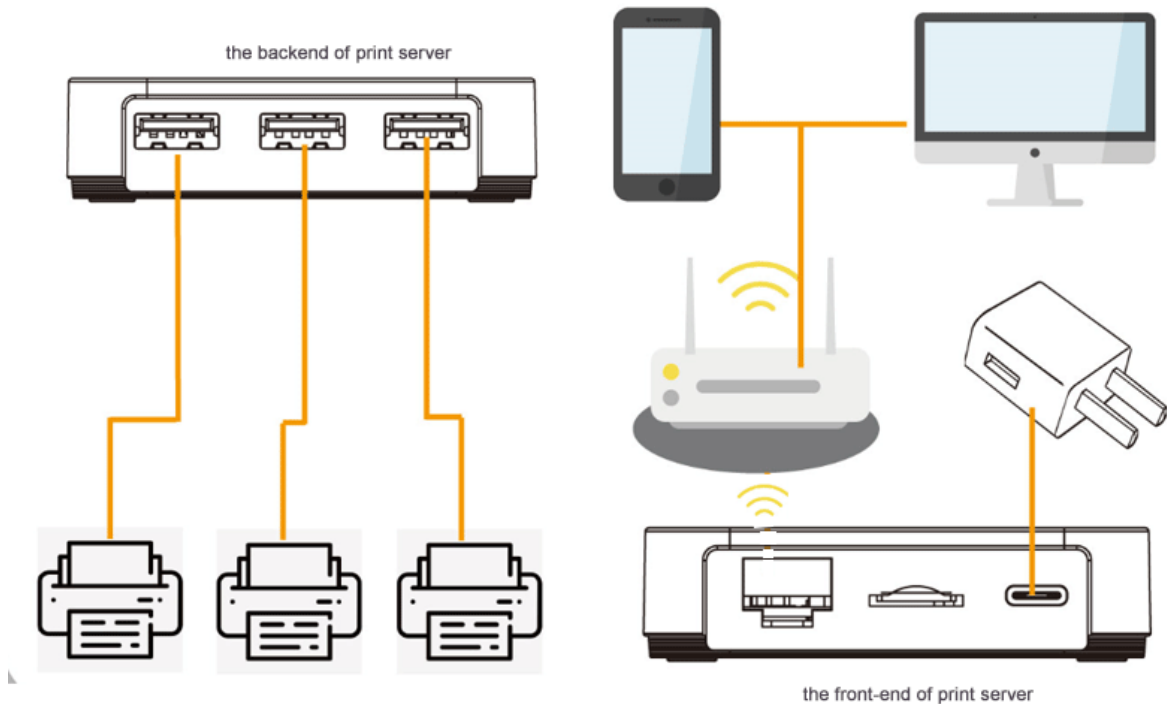 the backend of print server
the front-end of print server